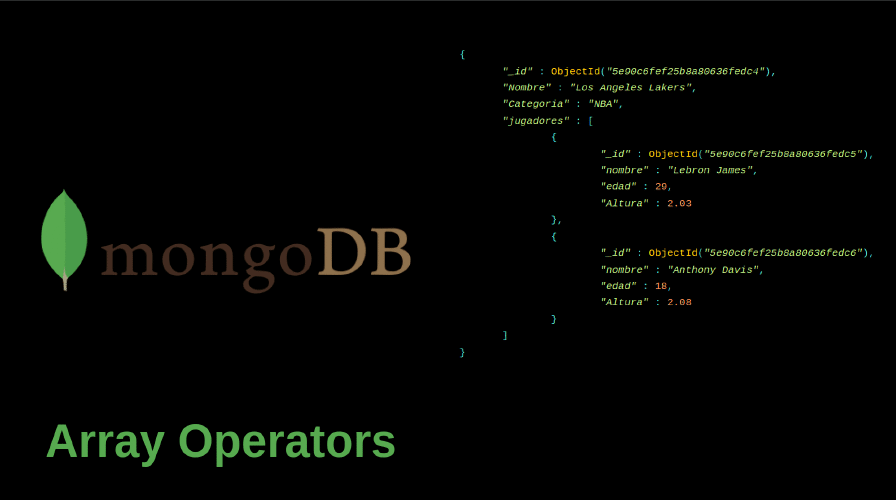 mongoDB
Array Operators
{
"_id" : ObjectId("5e90c6fef25b8a80636fedc4"),
"Nombre" : "Los Angeles Lakers",
"Categoria" : "NBA",
"jugadores" : [
{
"_id" : ObjectId("5e90c6fef25b8a80636fedc5"),
"nombre" : "Lebron James",
"edad" : 29,
"Altura" : 2.03
},
{
"_id" : ObjectId("5e90c6fef25b8a80636fedc6"),
"nombre" : "Anthony Davis",
"edad" : 18,
"Altura" : 2.08
}
]
}